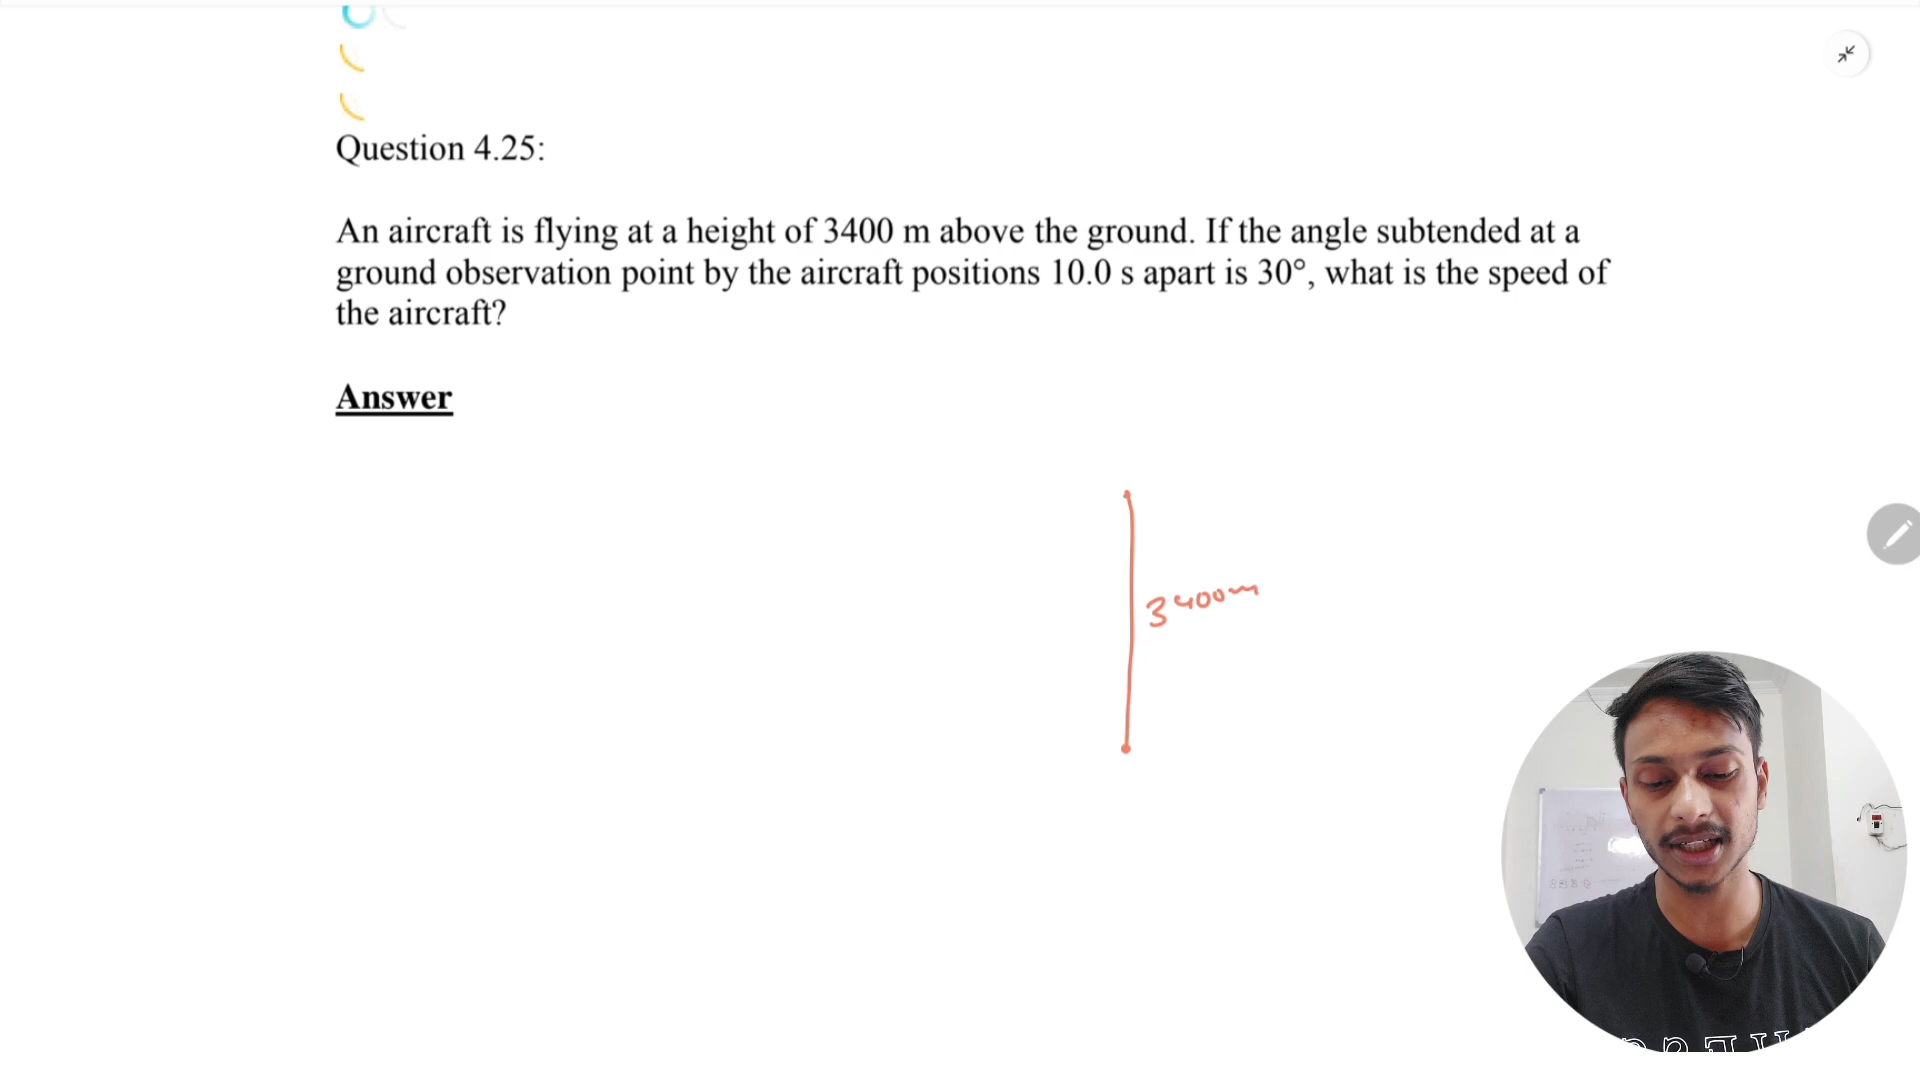 Question 4.25:
An aircraft is flying at a height of 3400 m above the ground. If the angle subtended at a
ground observation point by the aircraft positions 10.0 s apart is 30°, what is the speed of
the aircraft?
Answer
3400m